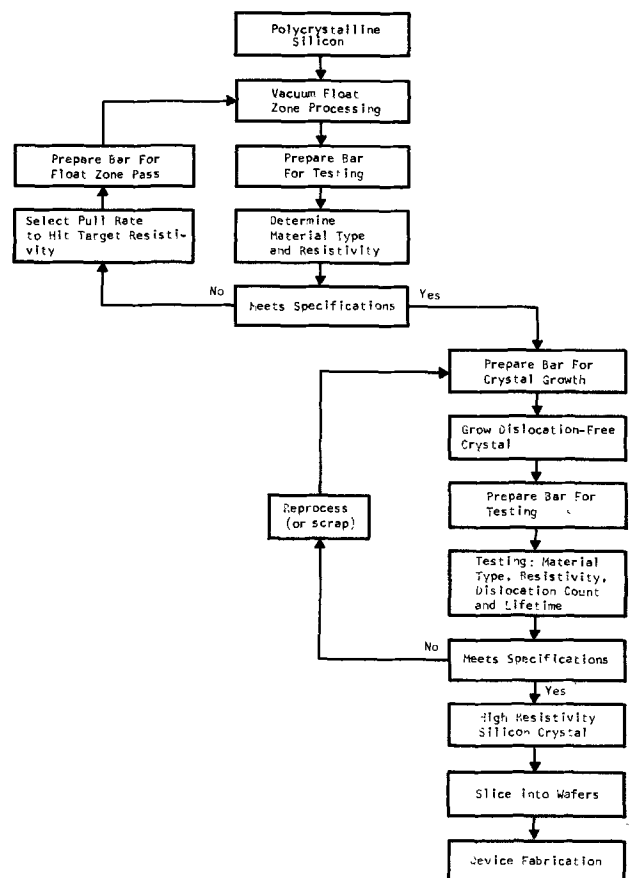 Polycrystalline
Silicon
Vacuum Float
Zone Processing
Prepare Bar For
Float Zone Pass
Prepare Bar
For Testing
Select Pull Rate
to Hit Target Resisti-
vity
Determine
Material Type
and Resistivity
No
Meets Specifications
Yes
Prepare Bar For
Crystal Growth
Grow Dislocation-Free
Crystal
Reprocess
(or scrap)
Prepare Bar For
Testing
Testing: Material
Type, Resistivity,
Dislocation Count
and Lifetime
No
Meets Specifications
Yes
High Resistivity
Silicon Crystal
Slice into Wafers
Device Fabrication